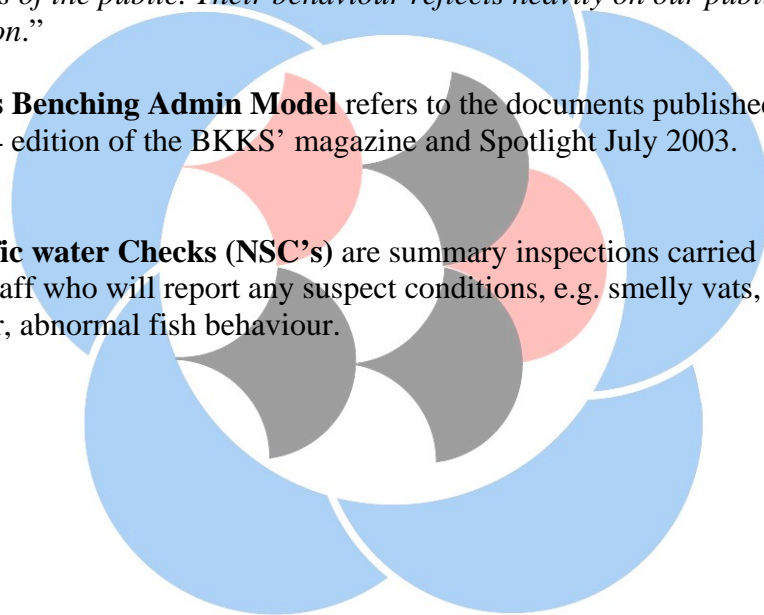 s of the public. Their behaviour reflects heavily on our publi
on.”
s Benching Admin Model refers to the documents published
edition of the BKKS’ magazine and Spotlight July 2003.
fic water Checks (NSC’s) are summary inspections carried
aff who will report any suspect conditions, e.g. smelly vats,
r, abnormal fish behaviour.